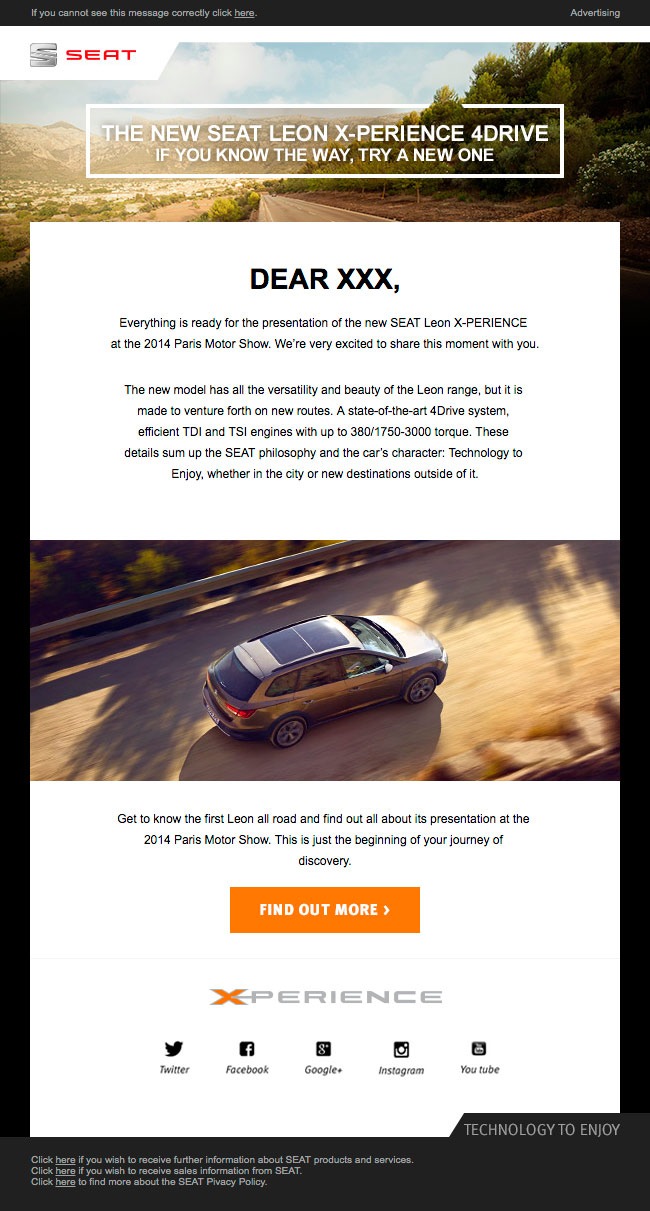 If you cannot see this message correctly click here.
Advertising
SEAT
THE NEW SEAT LEON X-PERIENCE 4DRIVE
IF YOU KNOW THE WAY, TRY A NEW ONE
DEAR XXX,
Everything is ready for the presentation of the new SEAT Leon X-PERIENCE
at the 2014 Paris Motor Show. We’re very excited to share this moment with you.
The new model has all the versatility and beauty of the Leon range, but it is
made to venture forth on new routes. A state-of-the-art 4Drive system,
efficient TDI and TSI engines with up to 380/1750-3000 torque. These
details sum up the SEAT philosophy and the car’s character: Technology to
Enjoy, whether in the city or new destinations outside of it.
Get to know the first Leon all road and find out all about its presentation at the
2014 Paris Motor Show. This is just the beginning of your journey of
discovery.
FIND OUT MORE ›
X-PERIENCE
Twitter
Facebook
Google+
Instagram
You tube
TECHNOLOGY TO ENJOY
Click here if you wish to receive further information about SEAT products and services.
Click here if you wish to receive sales information from SEAT.
Click here to find more about the SEAT Pivacy Policy.